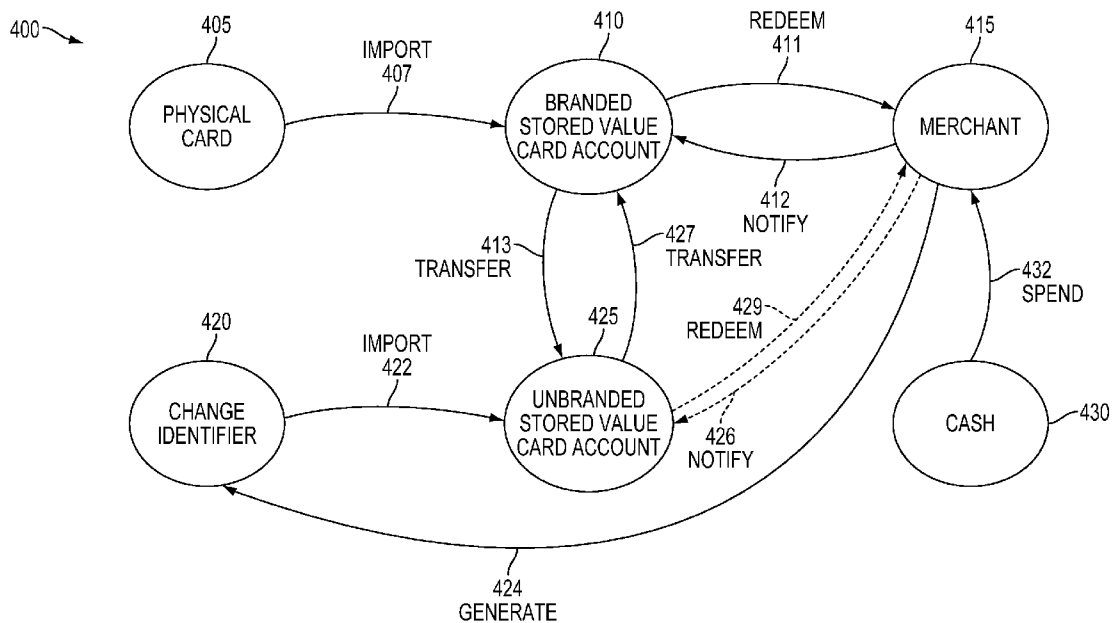 400
405
PHYSICAL
CARD
IMPORT
407
410
BRANDED
STORED VALUE
CARD ACCOUNT
REDEEM
411
415
MERCHANT
412
NOTIFY
413
TRANSFER
427
TRANSFER
429
REDEEM
432
SPEND
420
CHANGE
IDENTIFIER
IMPORT
422
425
UNBRANDED
STORED VALUE
CARD ACCOUNT
426
NOTIFY
CASH
430
424
GENERATE